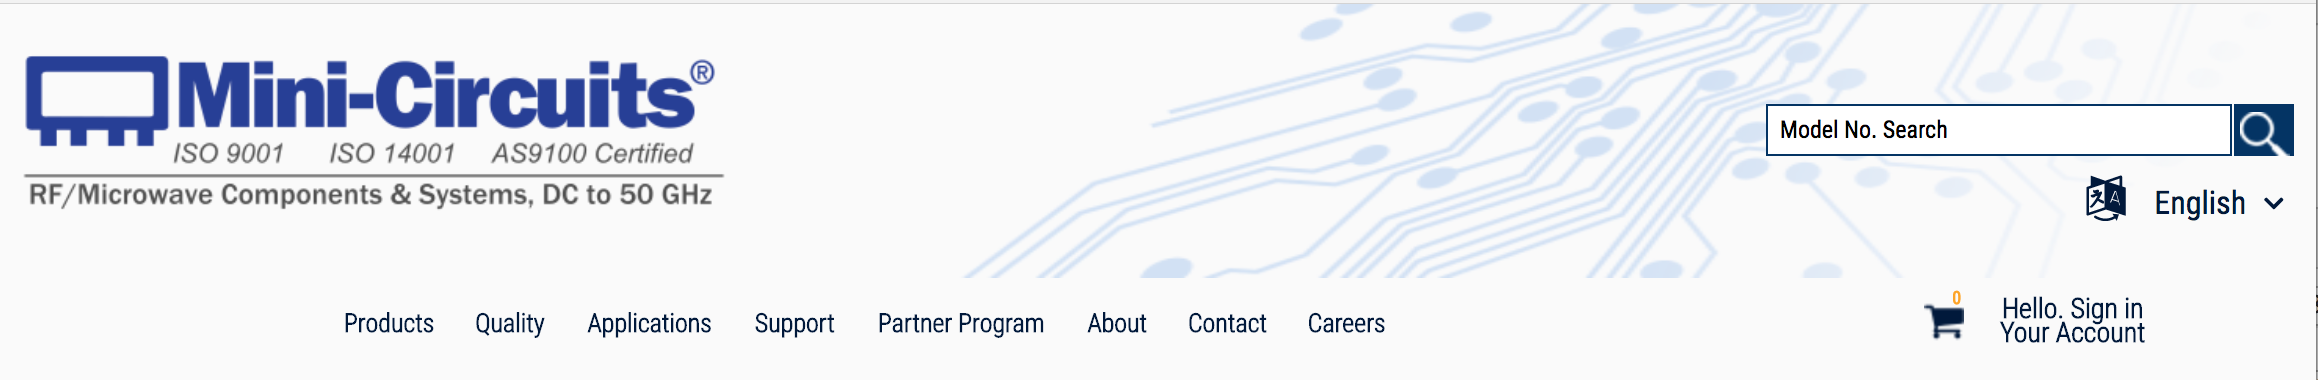 Mini-Circuits®
ISO 9001 ISO 14001 AS9100 Certified
RF/Microwave Components & Systems, DC to 50 GHz
Model No. Search
A English
Products Quality Applications Support Partner Program About Contact Careers
0
Hello. Sign in
Your Account